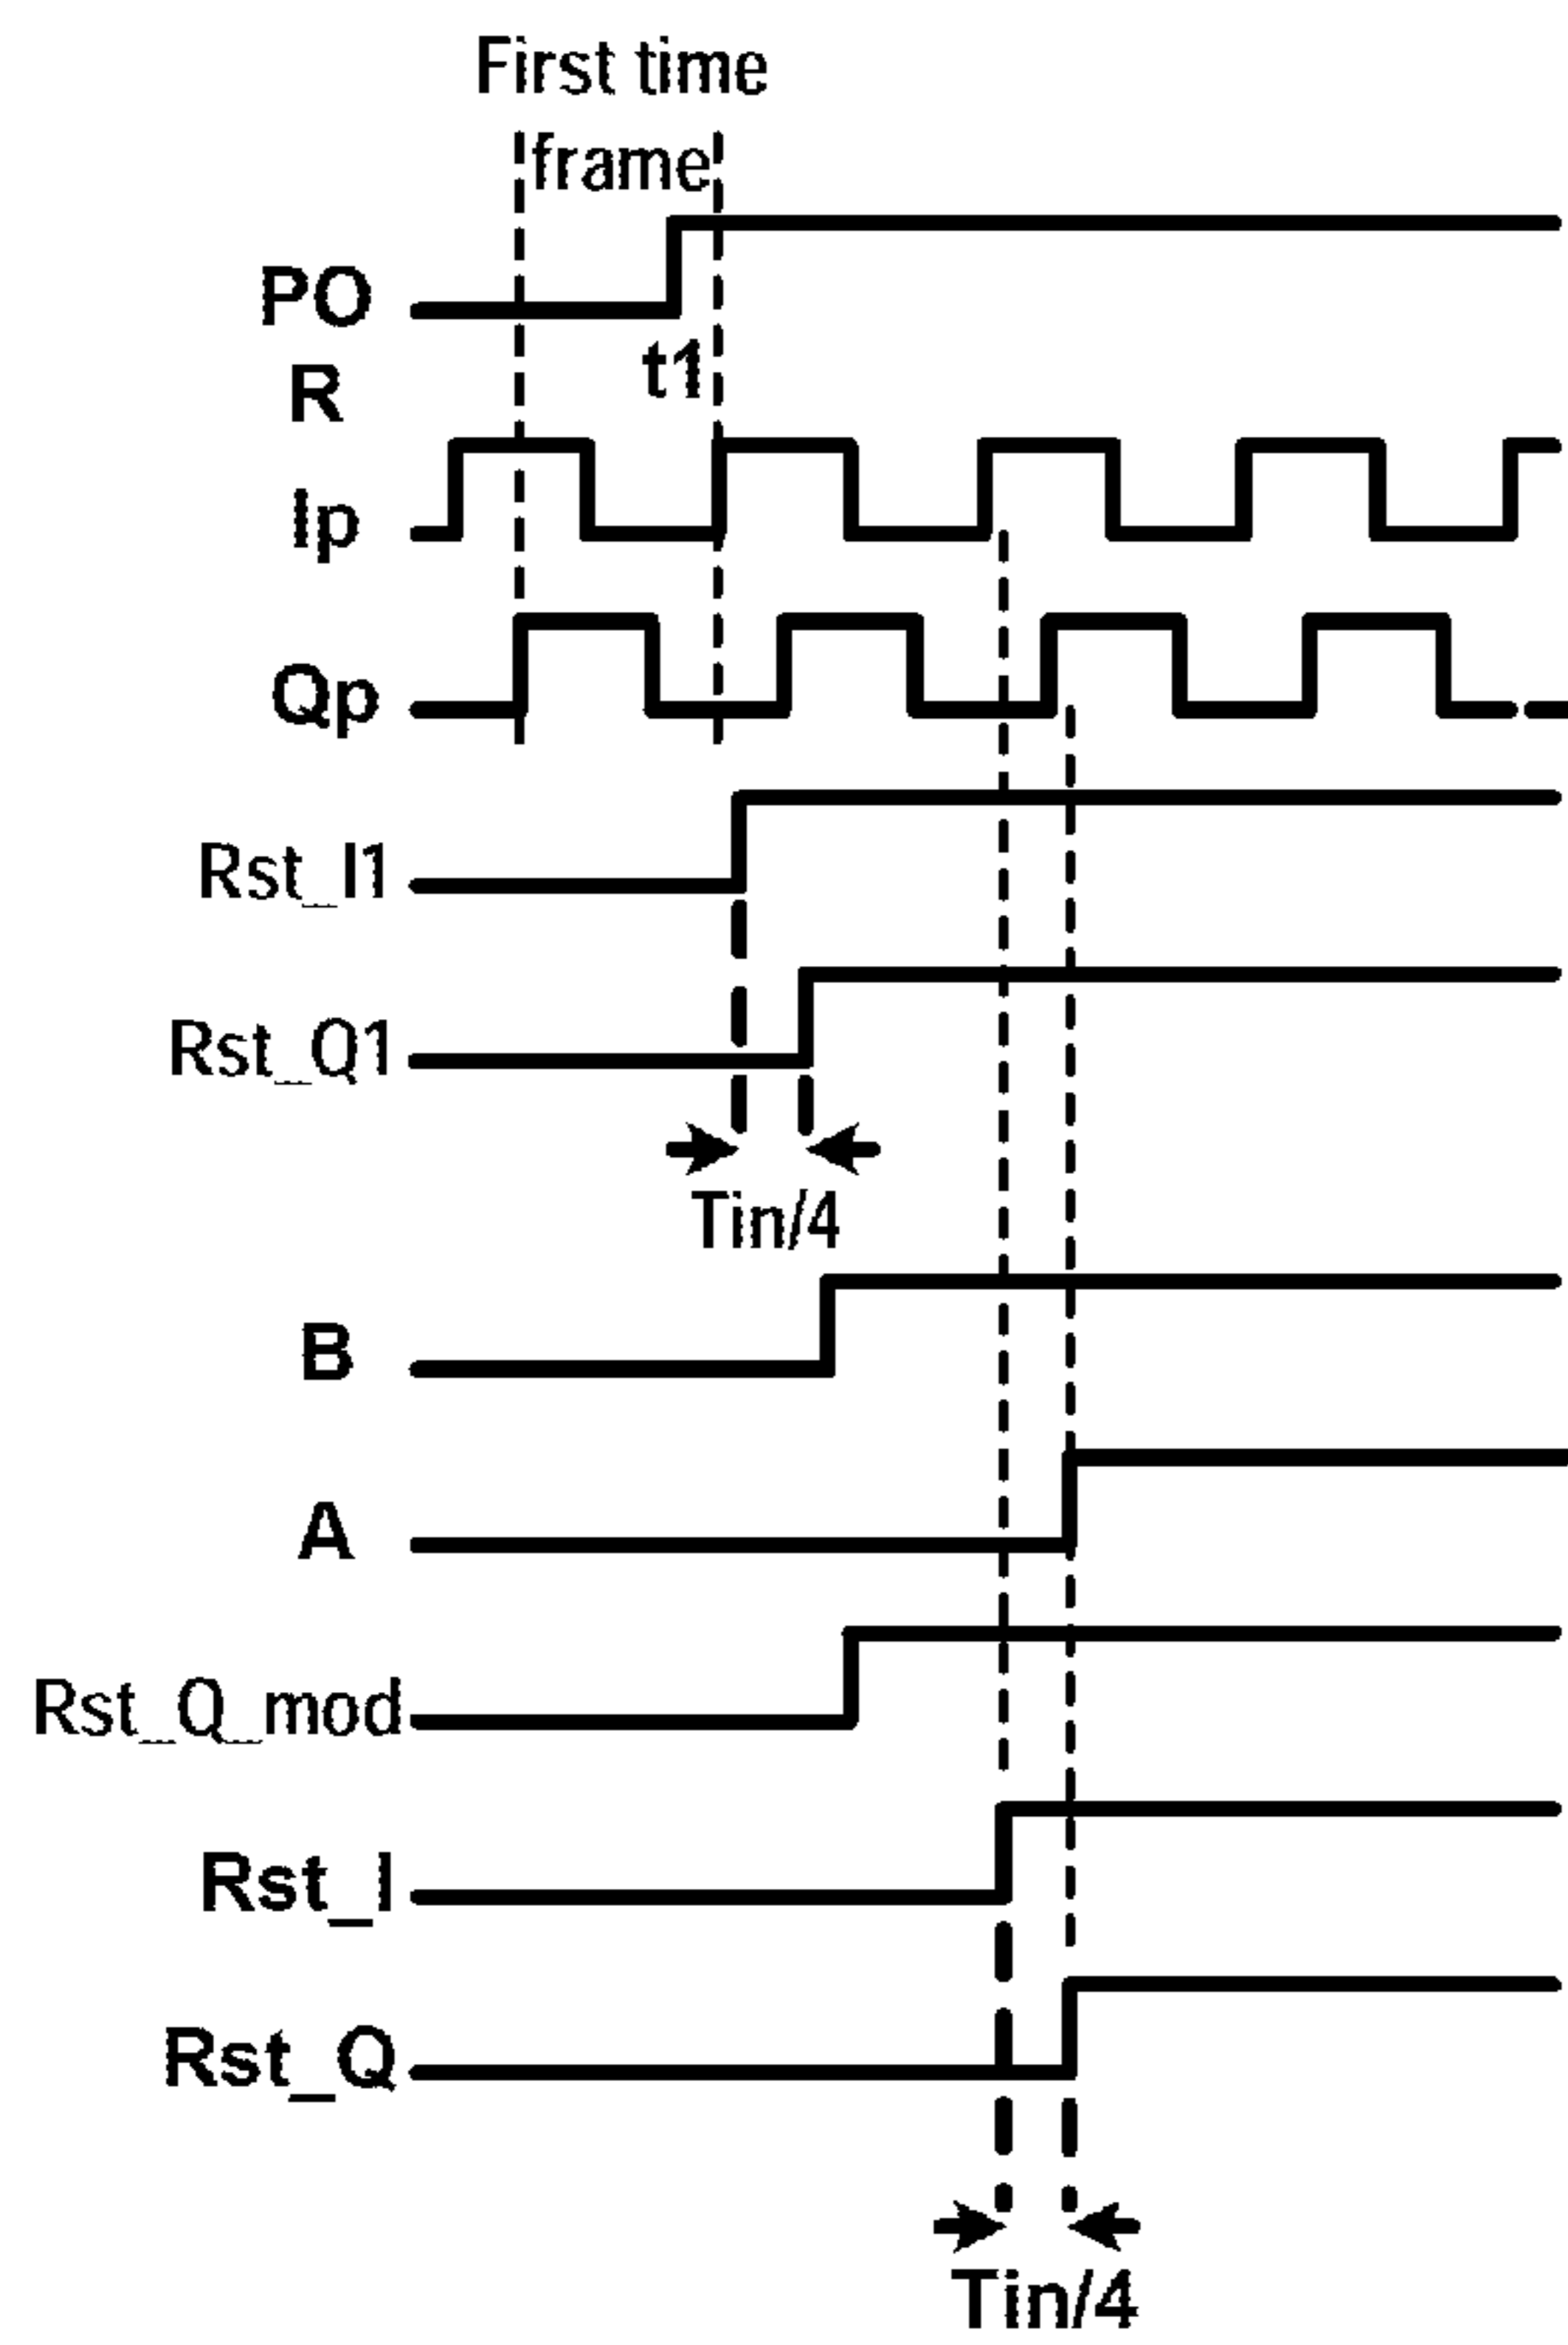 First time
frame
PO
R
t1
Ip
Qp
Rst_I1
Rst_Q1
Tin/4
B
A
Rst_Q_mod
Rst_I
Rst_Q
Tin/4